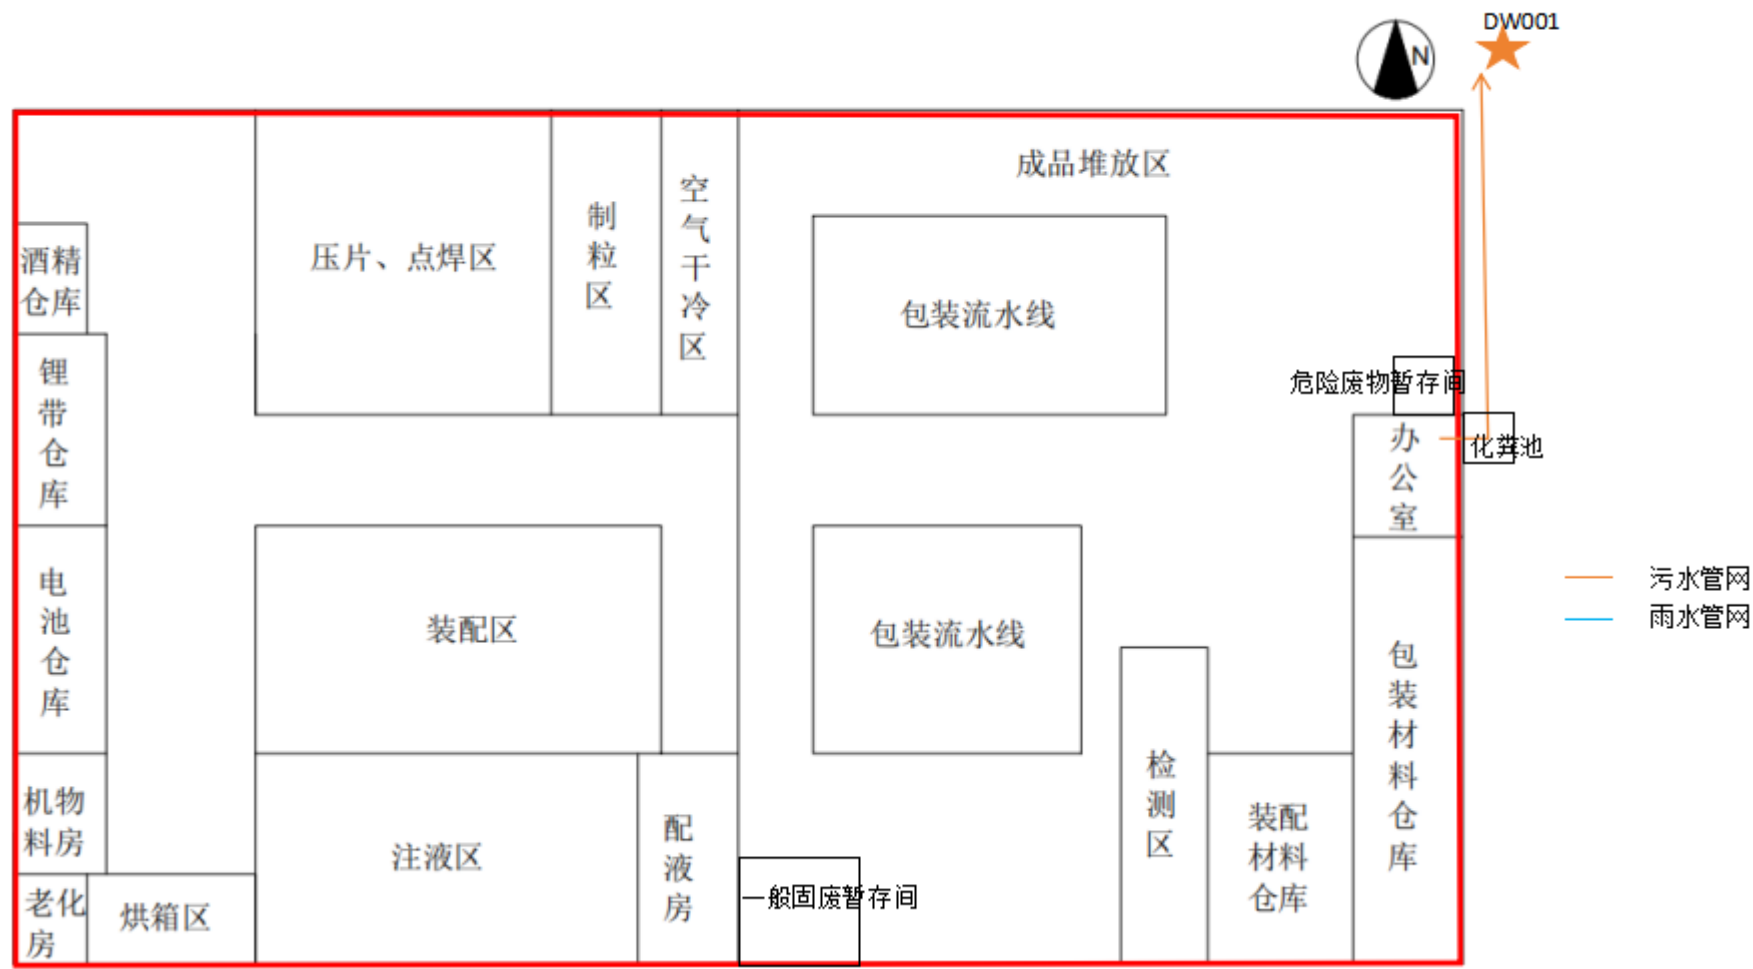 DW001
N
成品堆放区
压片、点焊区
制
粒
区
空
气
干
冷
区
酒精
仓库
包装流水线
锂
带
仓
库
危险废物暂存间
办
公
室
化粪池
电
池
仓
库
装配区
包装流水线
污水管网
雨水管网
包
装
材
料
仓
库
检
测
区
机物
料房
注液区
配
液
房
装配
材料
仓库
一般固废暂存间
老化
房
烘箱区